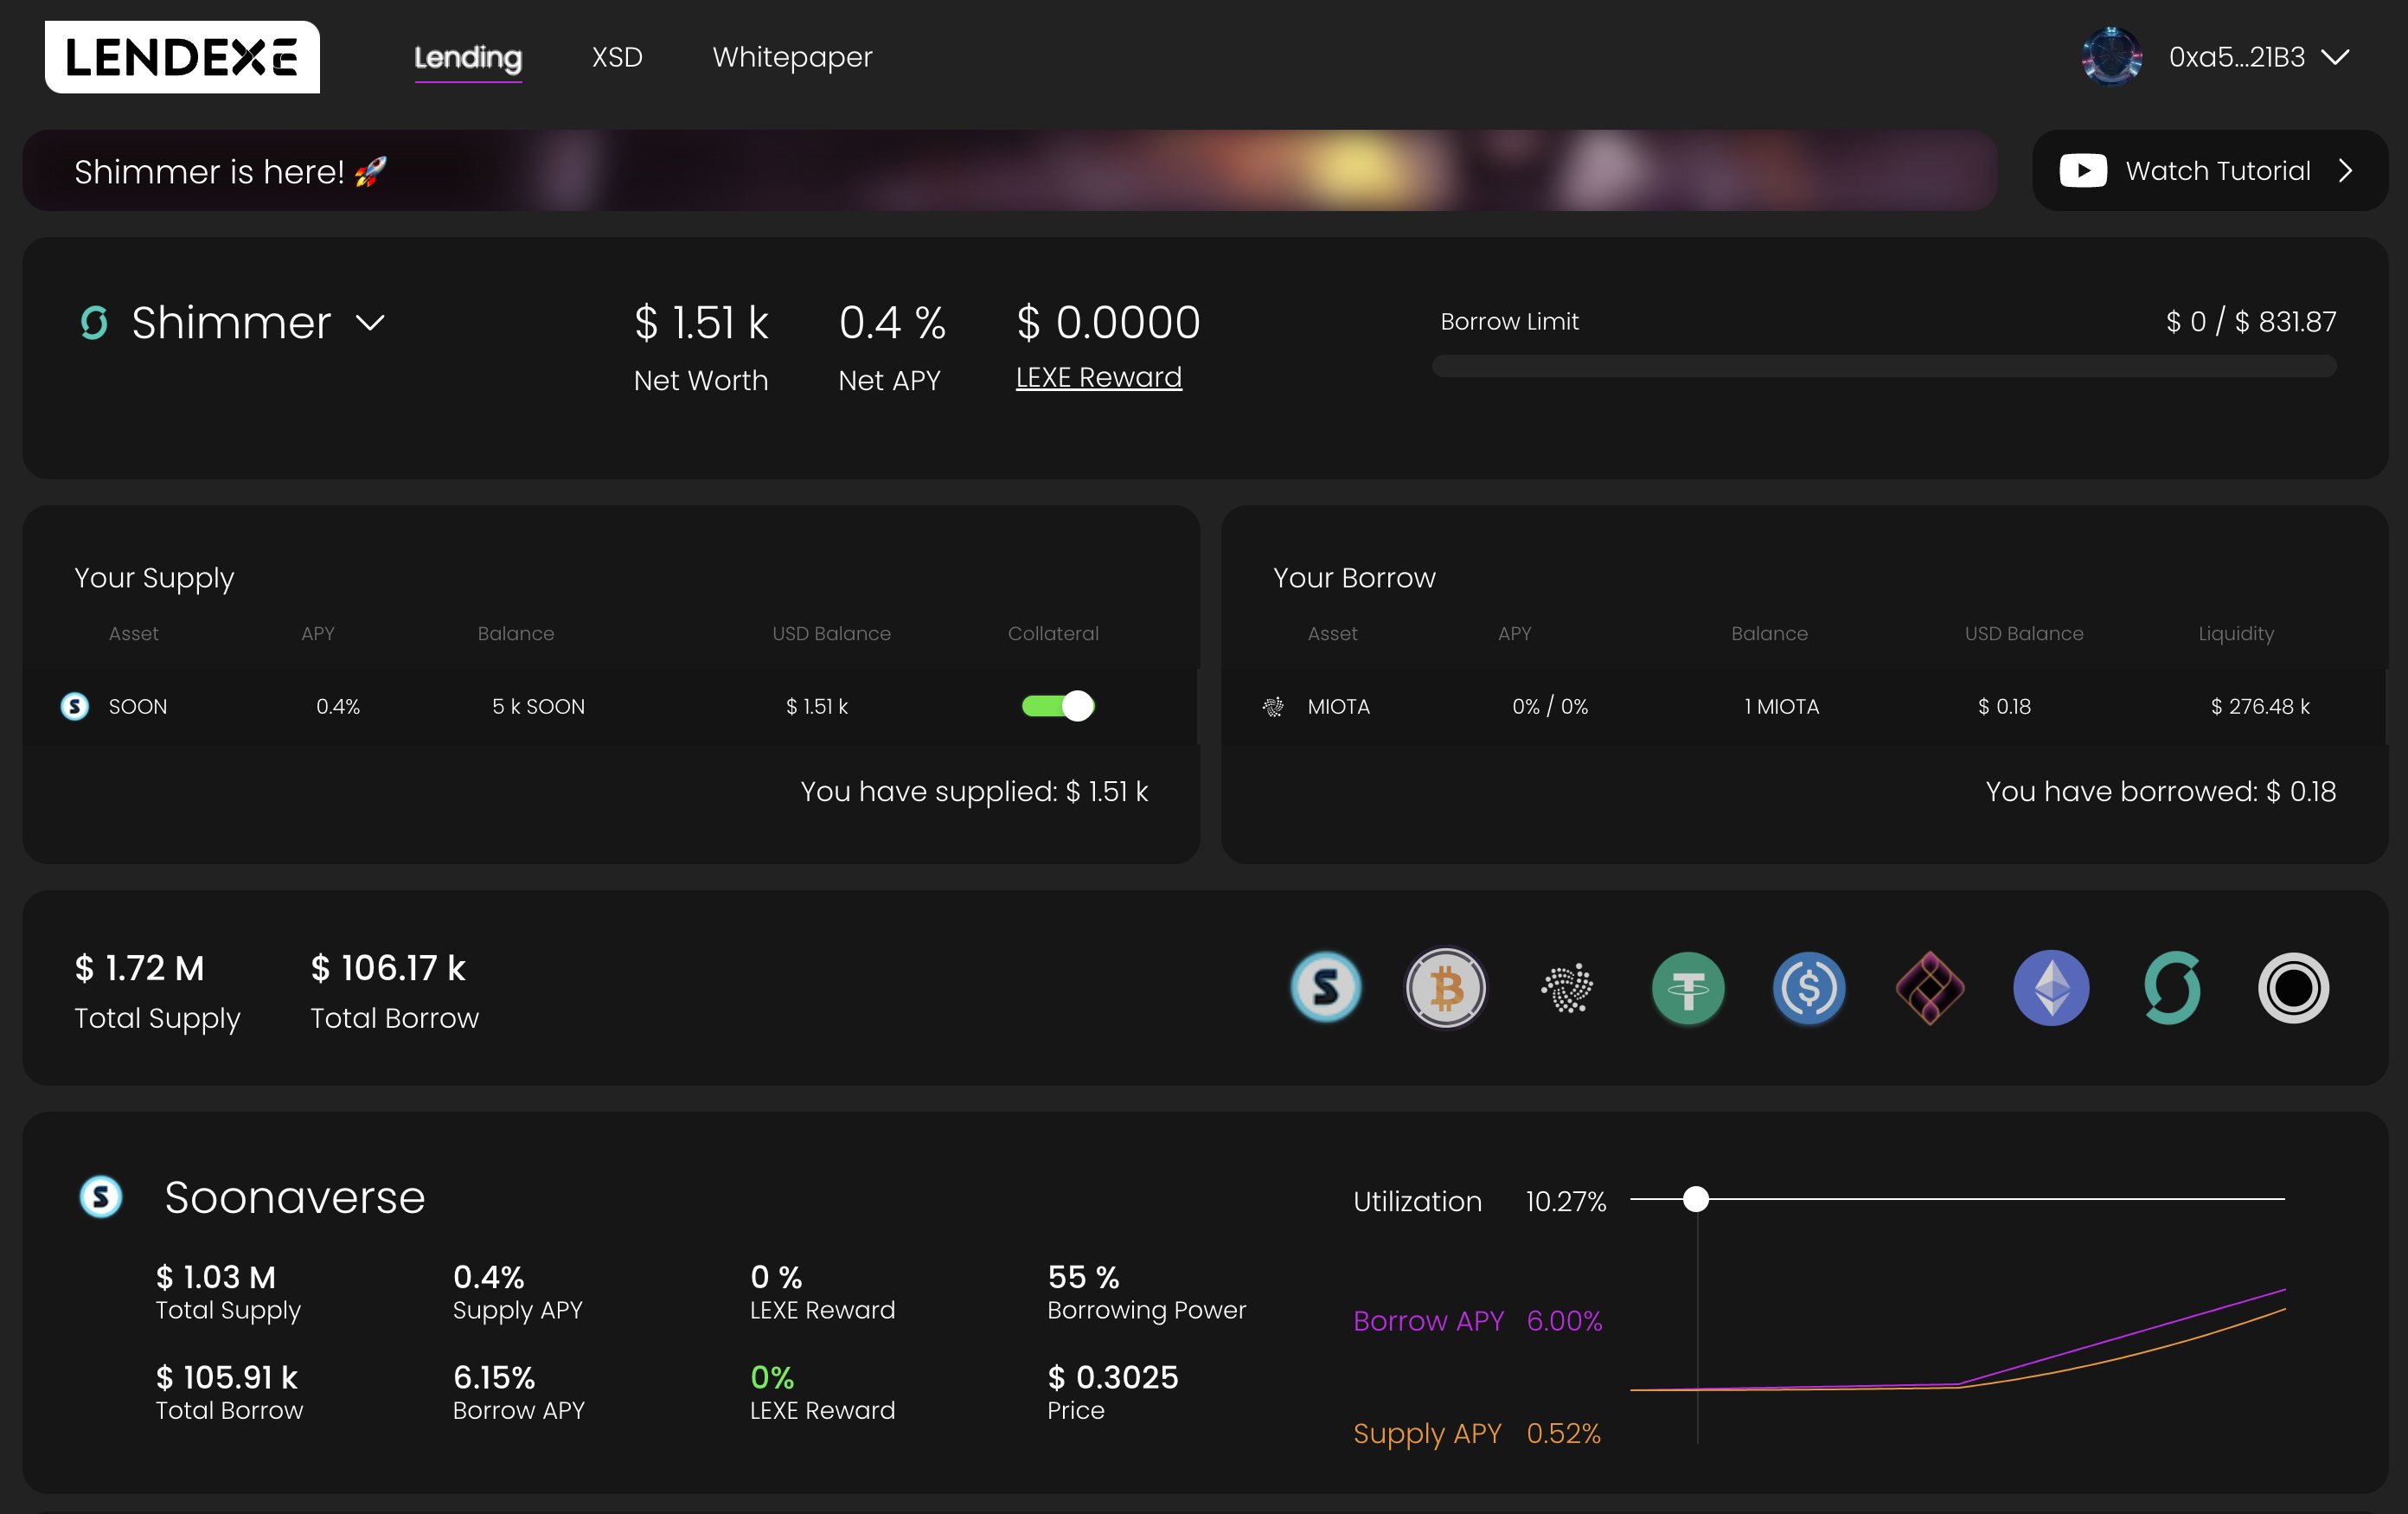 LENDEXE Lending XSD Whitepaper 0xa5...21B3
Shimmer is here! 🚀 Watch Tutorial
Shimmer $ 1.51 k 0.4 % $ 0.0000 Borrow Limit $ 0 / $ 831.87
Net Worth Net APY LEXE Reward
Your Supply
Asset APY Balance USD Balance Collateral
SOON 0.4% 5 k SOON $ 1.51 k
You have supplied: $ 1.51 k
Your Borrow
Asset APY Balance USD Balance Liquidity
MIOTA 0% / 0% 1 MIOTA $ 0.18 $ 276.48 k
You have borrowed: $ 0.18
$ 1.72 M $ 106.17 k
Total Supply Total Borrow
Soonaverse
$ 1.03 M 0.4% 0 % 55 %
Total Supply Supply APY LEXE Reward Borrowing Power
$ 105.91 k 6.15% 0% $ 0.3025
Total Borrow Borrow APY LEXE Reward Price
Utilization 10.27%
Borrow APY 6.00%
Supply APY 0.52%